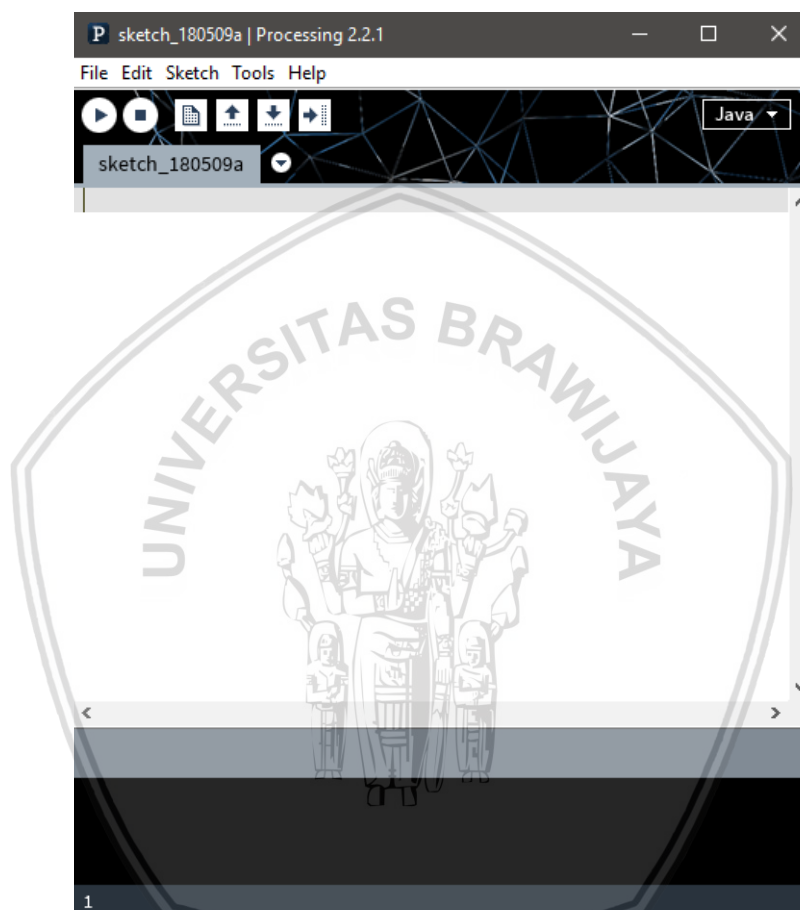 P sketch_180509a | Processing 2.2.1
File Edit Sketch Tools Help
Java
sketch_180509a
UNIVERSITAS BRAWIJAYA
1